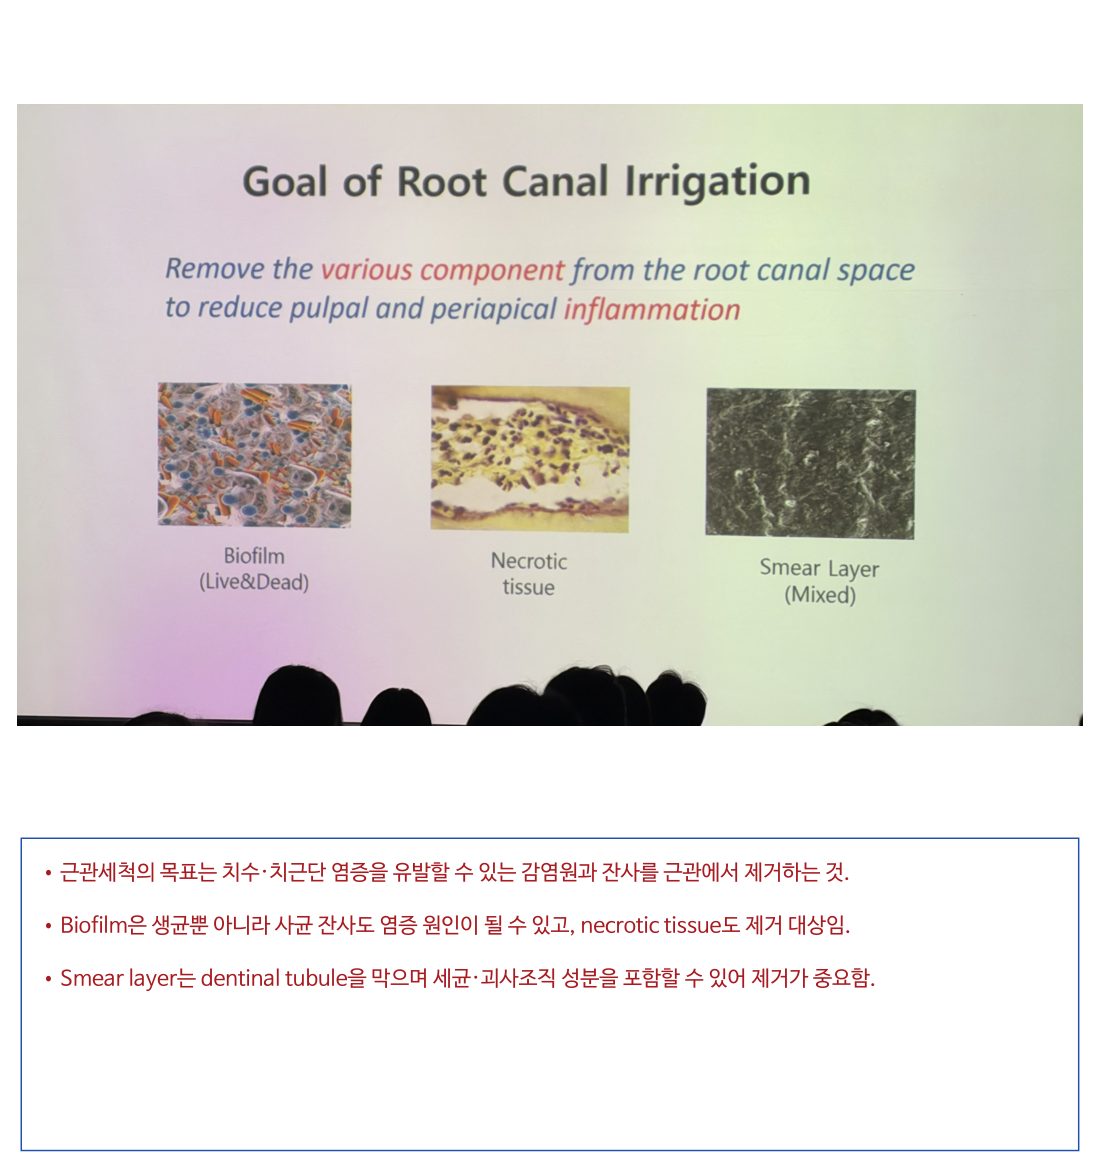 Goal of Root Canal Irrigation
Remove the various component from the root canal space
to reduce pulpal and periapical inflammation
Biofilm
(Live&Dead)
Necrotic
tissue
Smear Layer
(Mixed)
• 근관세척의 목표는 치수·치근단 염증을 유발할 수 있는 감염원과 잔사를 근관에서 제거하는 것.
• Biofilm은 생균뿐 아니라 사균 잔사도 염증 원인이 될 수 있고, necrotic tissue도 제거 대상임.
• Smear layer는 dentinal tubule을 막으며 세균·괴사조직 성분을 포함할 수 있어 제거가 중요함.